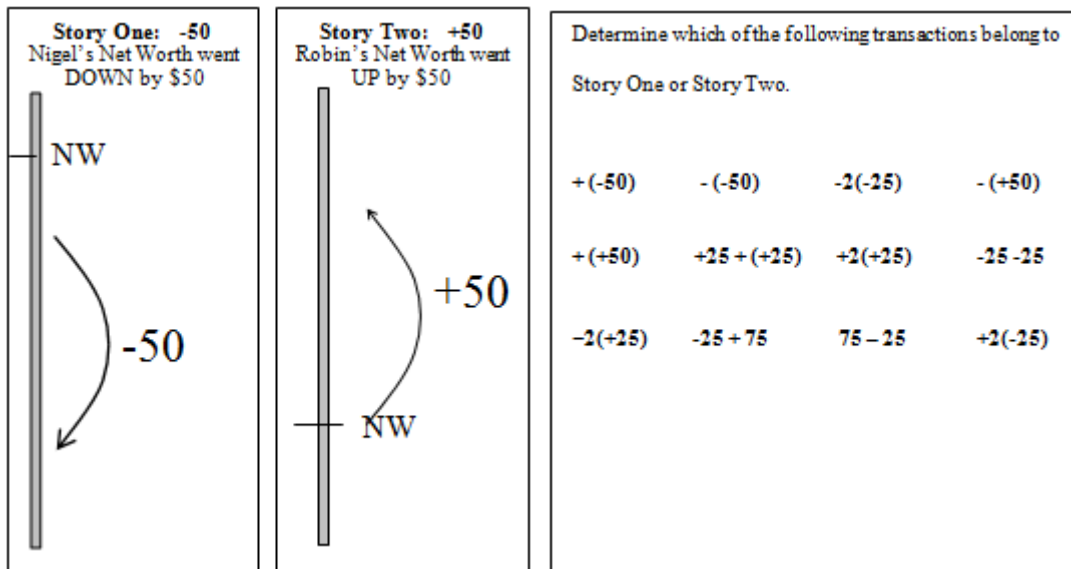 Story One: -50
Nigel's Net Worth went
DOWN by $50
NW
-50
Story Two: +50
Robin's Net Worth went
UP by $50
+50
NW
Determine which of the following transactions belong to
Story One or Story Two.
+ (-50) - (-50) -2(-25) - (+50)
+ (+50) +25 + (+25) +2(+25) -25 -25
–2(+25) -25 + 75 75 – 25 +2(-25)